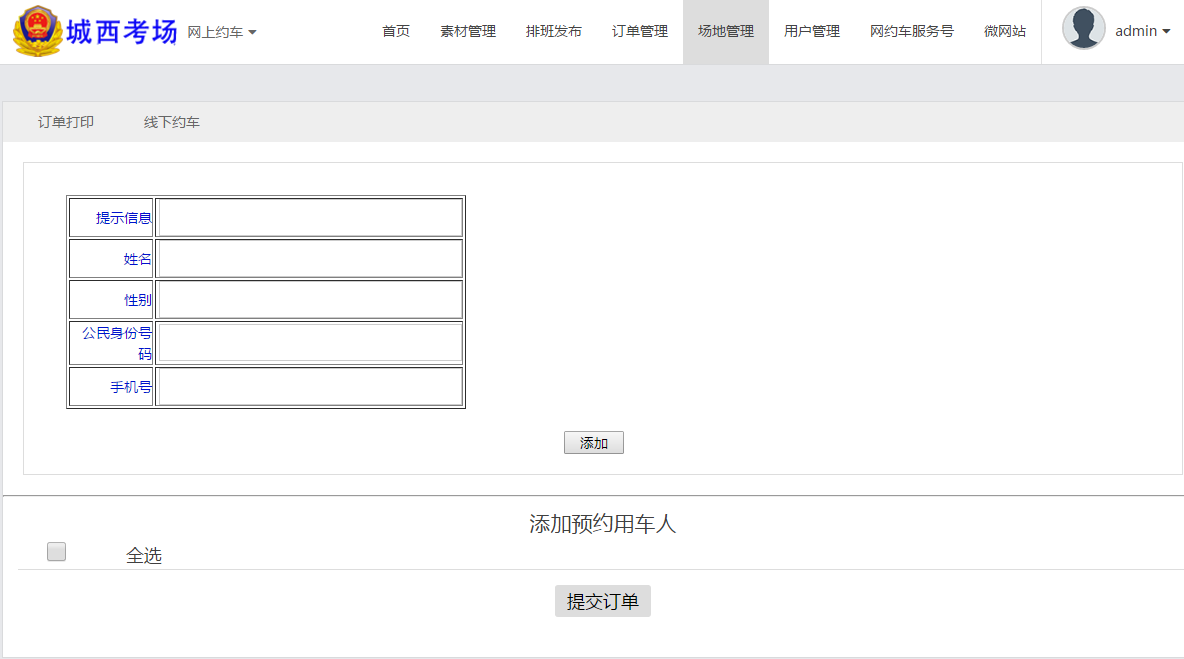 城西考场 网上约车 首页 素材管理 排班发布 订单管理 场地管理 用户管理 网约车服务号 微网站 admin
订单打印 线下约车
提示信息
姓名
性别
公民身份号
码
手机号
添加
添加预约用车人
全选
提交订单